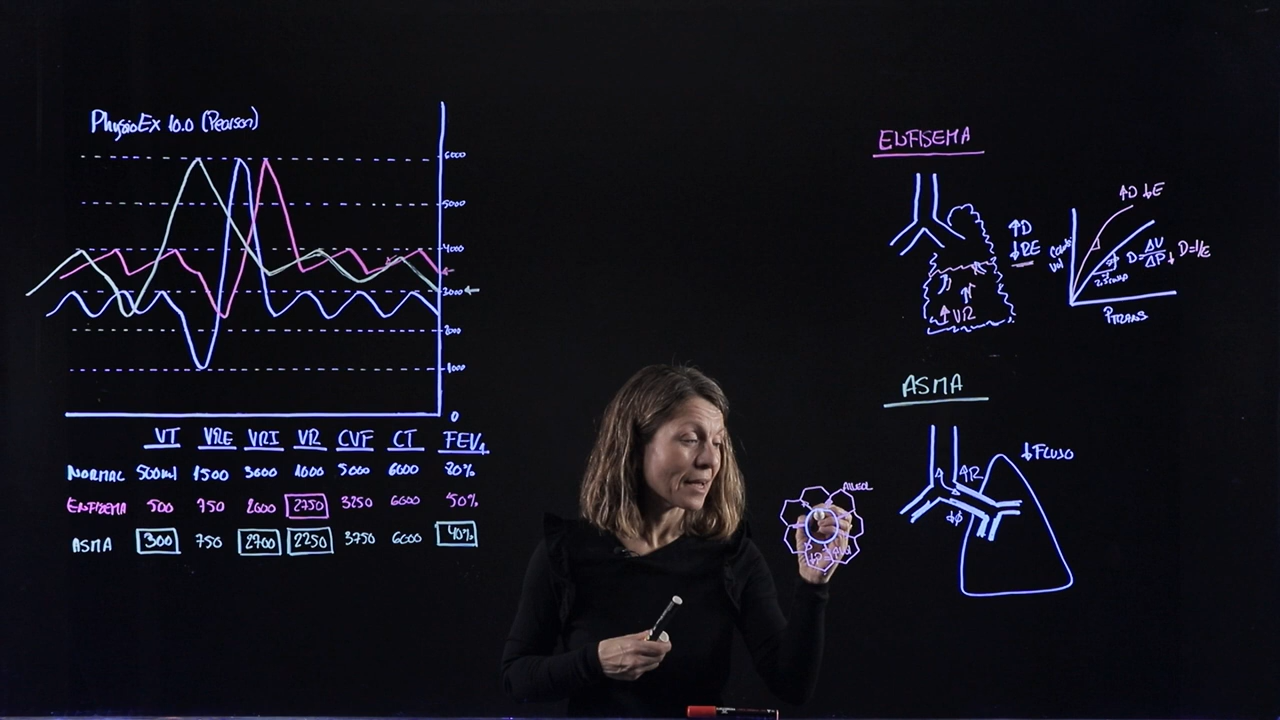 PhysioEx 10.0 (Pearson)
6000
5000
4000
3000
2000
1000
0
VT VRE VRI VR CVF CT FEV1
NORMAL 500ml 1500 3000 1000 5000 6000 80%
ENFISEMA 500 750 2000 2750 3250 6000 50%
ASMA 300 750 2700 2250 3750 6000 40%
ENFISEMA
↑D
↓RE
↑VR
↑D ↓E
D=ΔV/ΔP↓ D=1/E
Vol
PTRANS
ASMA
↓FLUSO
↑R
↓φ